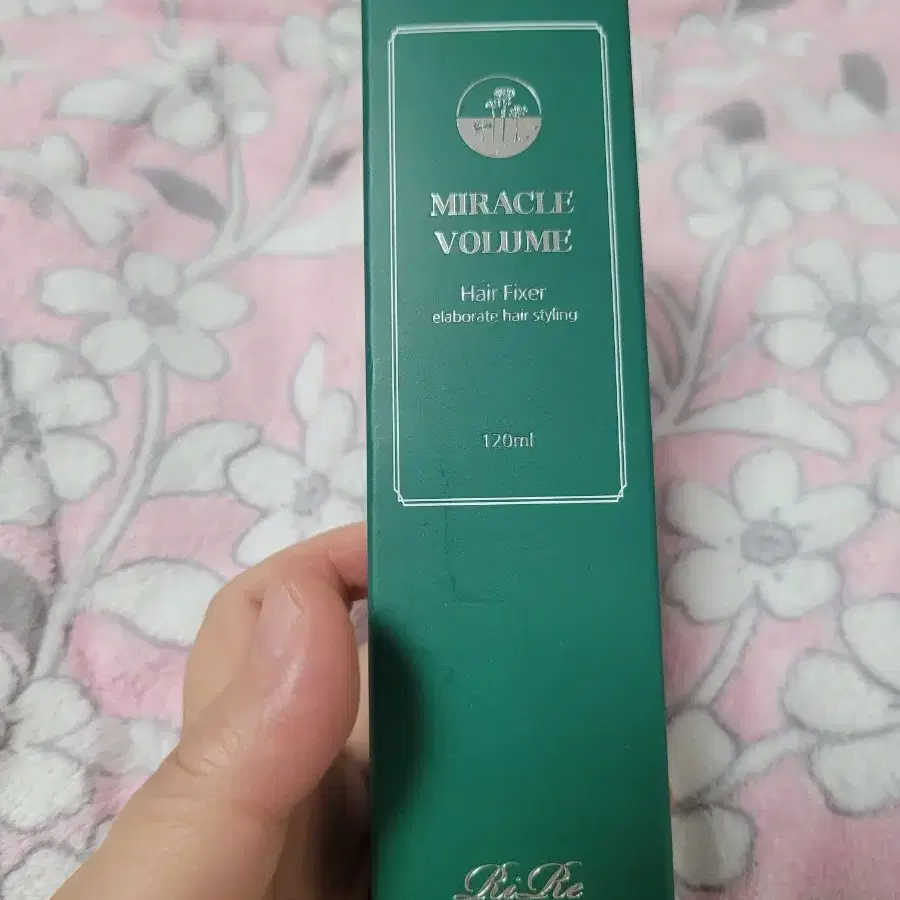 MIRACLE
VOLUME
Hair Fixer
elaborate hair styling
120ml
RiRe